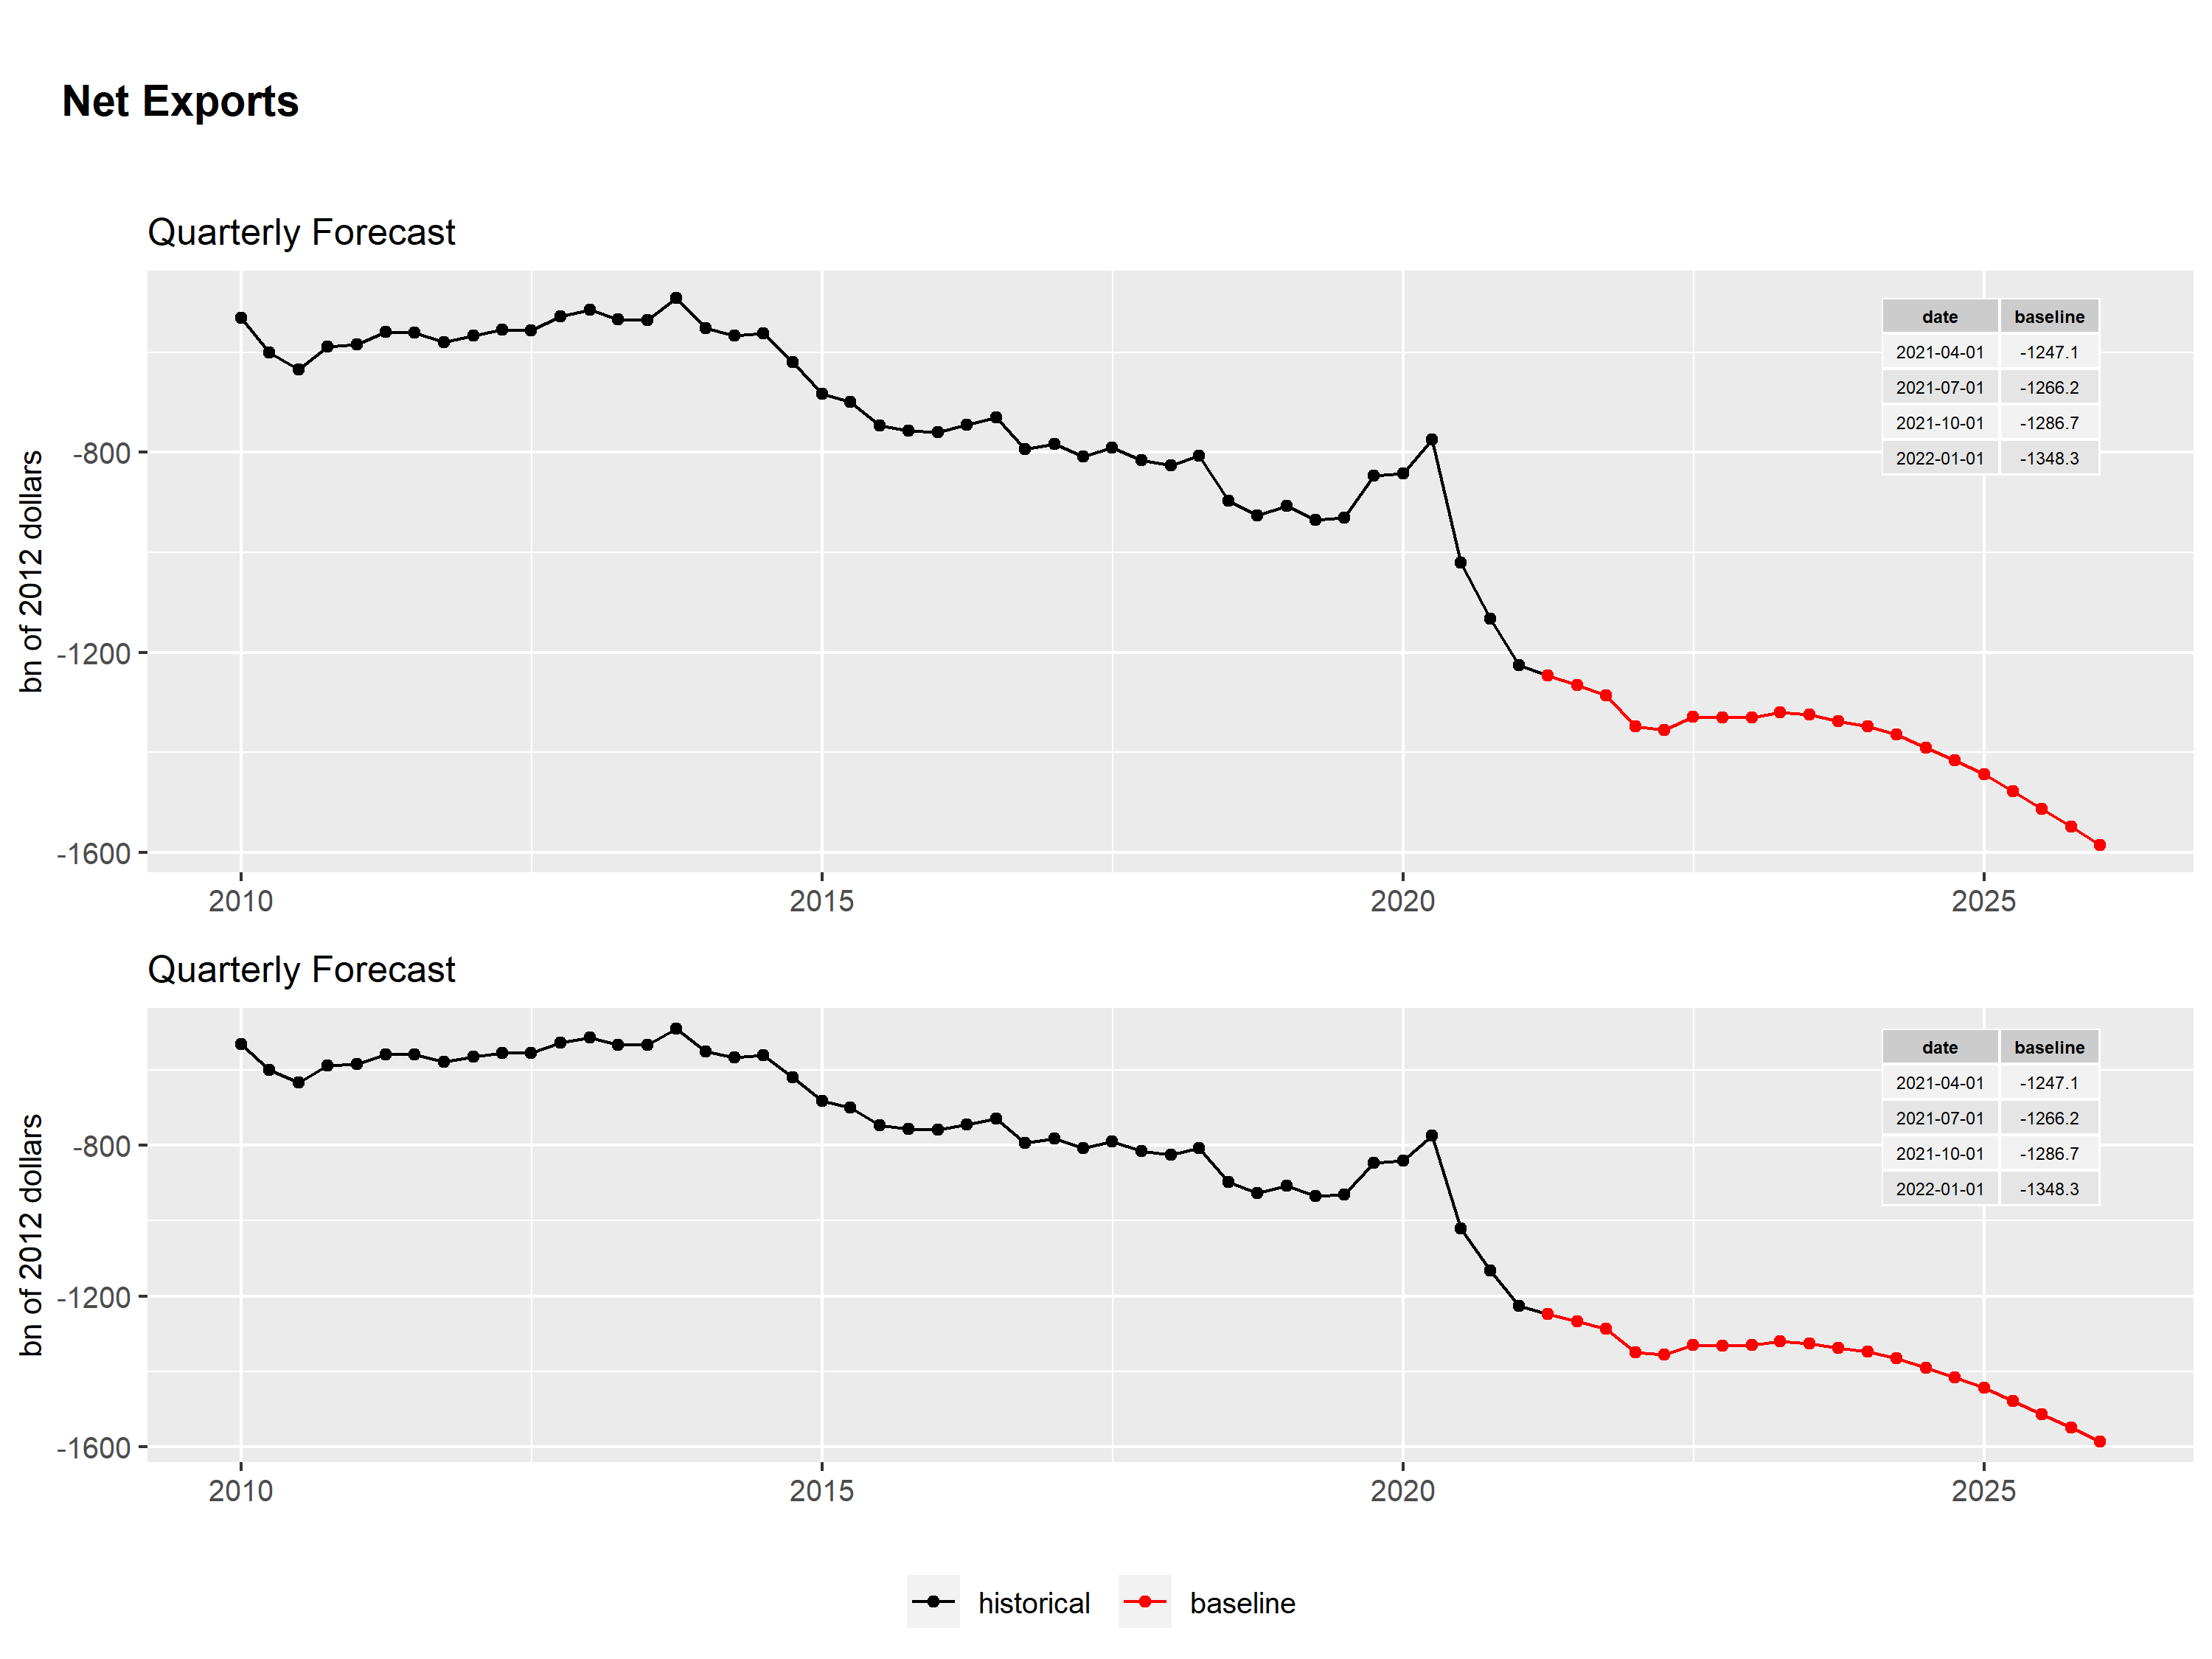 Net Exports
Quarterly Forecast
bn of 2012 dollars
-800
-1200
-1600
date baseline
2021-04-01 -1247.1
2021-07-01 -1266.2
2021-10-01 -1286.7
2022-01-01 -1348.3
2010 2015 2020 2025
Quarterly Forecast
bn of 2012 dollars
-800
-1200
-1600
date baseline
2021-04-01 -1247.1
2021-07-01 -1266.2
2021-10-01 -1286.7
2022-01-01 -1348.3
2010 2015 2020 2025
historical baseline